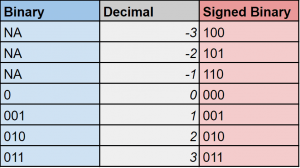 Binary Decimal Signed Binary
NA -3 100
NA -2 101
NA -1 110
0 0 000
001 1 001
010 2 010
011 3 011